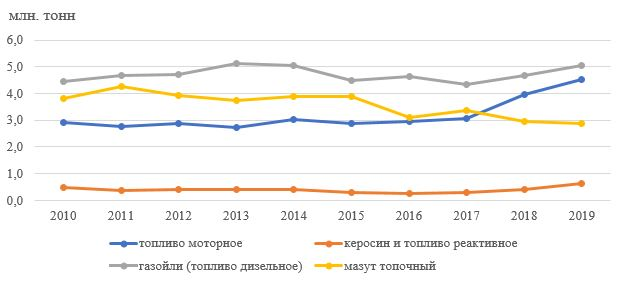 млн. тонн
6,0
5,0
4,0
3,0
2,0
1,0
0,0
2010 2011 2012 2013 2014 2015 2016 2017 2018 2019
топливо моторное керосин и топливо реактивное
газойли (топливо дизельное) мазут топочный